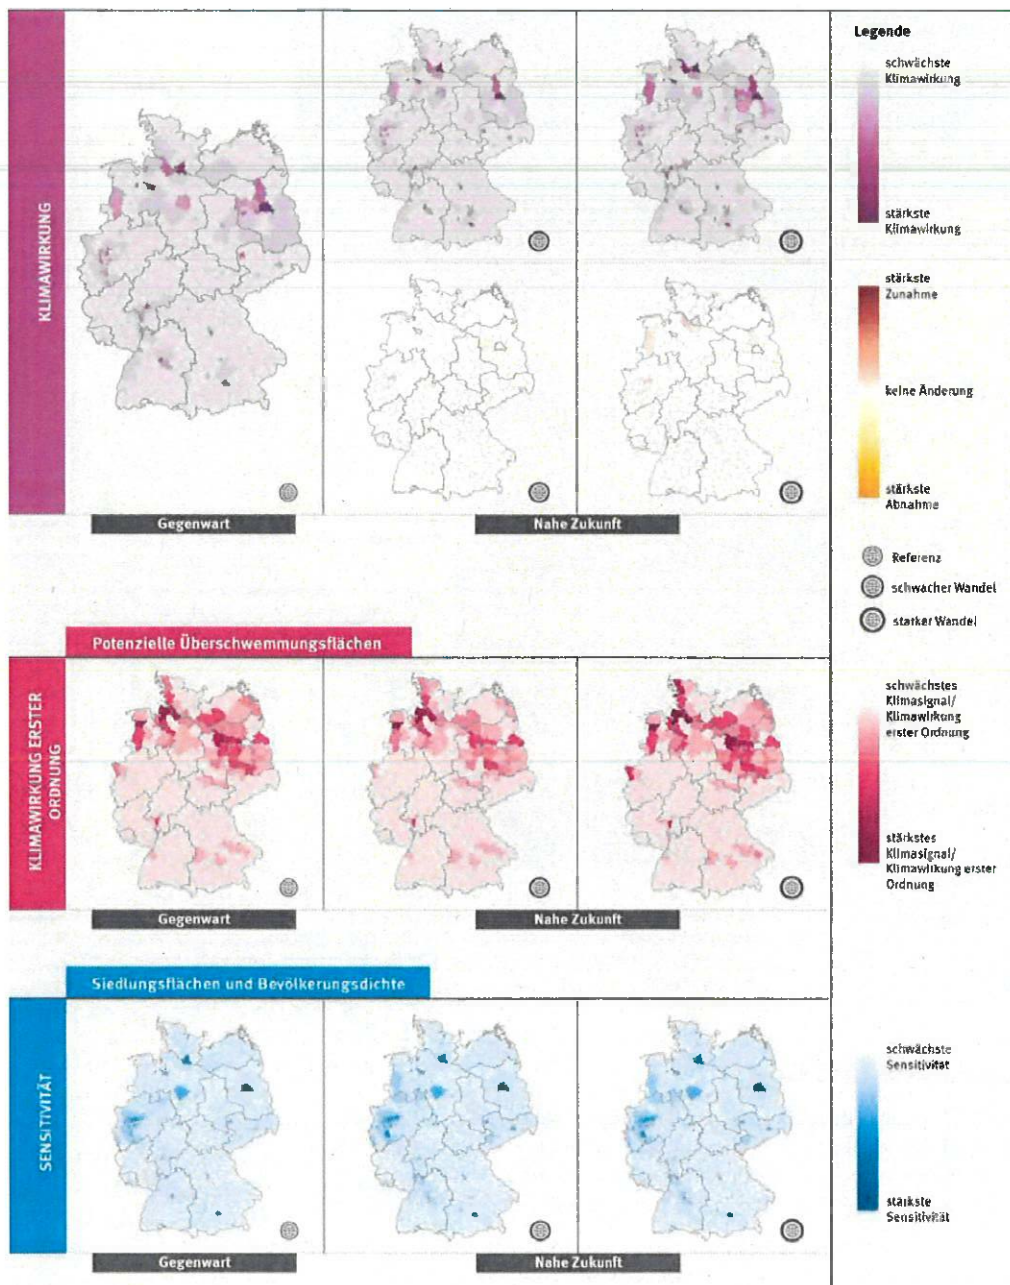 KLIMAWIRKUNG
Gegenwart
Nahe Zukunft
Legende
schwächste
Klimawirkung
stärkste
Klimawirkung
stärkste
Zunahme
keine Änderung
stärkste
Abnahme
Referenz
schwacher Wandel
starker Wandel
Potenzielle Überschwemmungsflächen
KLIMAWIRKUNG ERSTER
ORDNUNG
Gegenwart
Nahe Zukunft
schwächstes
Klimasignal/
Klimawirkung
erster Ordnung
stärkstes
Klimasignal/
Klimawirkung erster
Ordnung
Siedlungsflächen und Bevölkerungsdichte
SENSITIVITÄT
Gegenwart
Nahe Zukunft
schwächste
Sensitivität
stärkste
Sensitivität